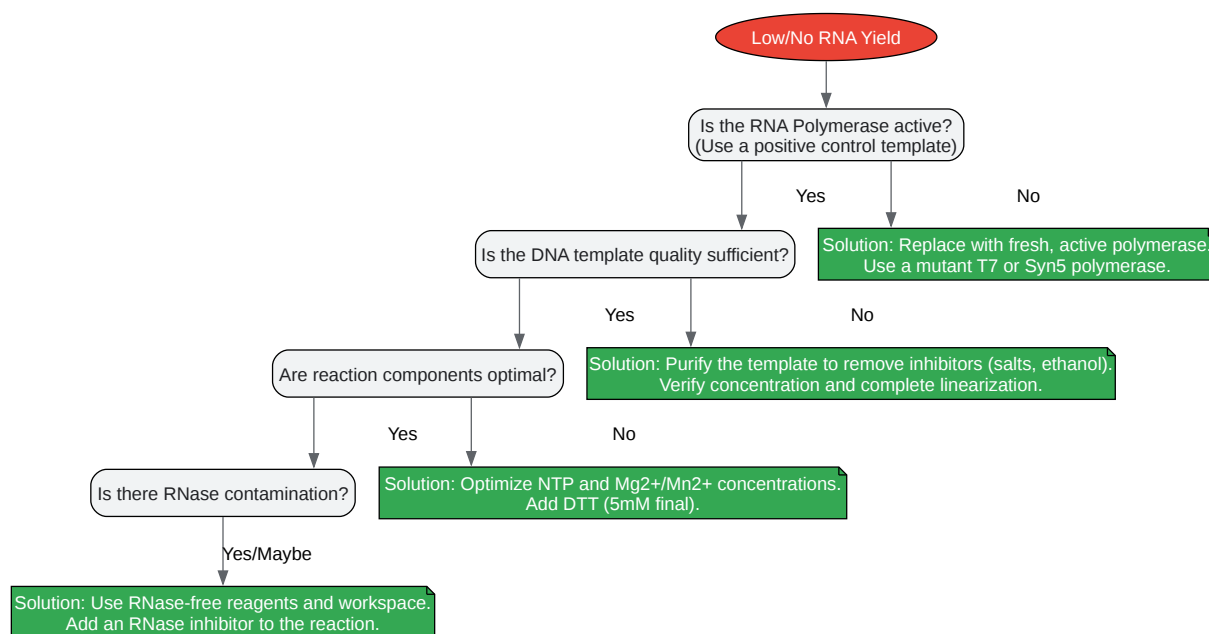 Low/No RNA Yield
Is the RNA Polymerase active?
(Use a positive control template)
Yes
No
Is the DNA template quality sufficient?
Solution: Replace with fresh, active polymerase.
Use a mutant T7 or Syn5 polymerase.
Yes
No
Are reaction components optimal?
Solution: Purify the template to remove inhibitors (salts, ethanol).
Verify concentration and complete linearization.
Yes
No
Is there RNase contamination?
Solution: Optimize NTP and Mg2+/Mn2+ concentrations.
Add DTT (5mM final).
Yes/Maybe
Solution: Use RNase-free reagents and workspace.
Add an RNase inhibitor to the reaction.